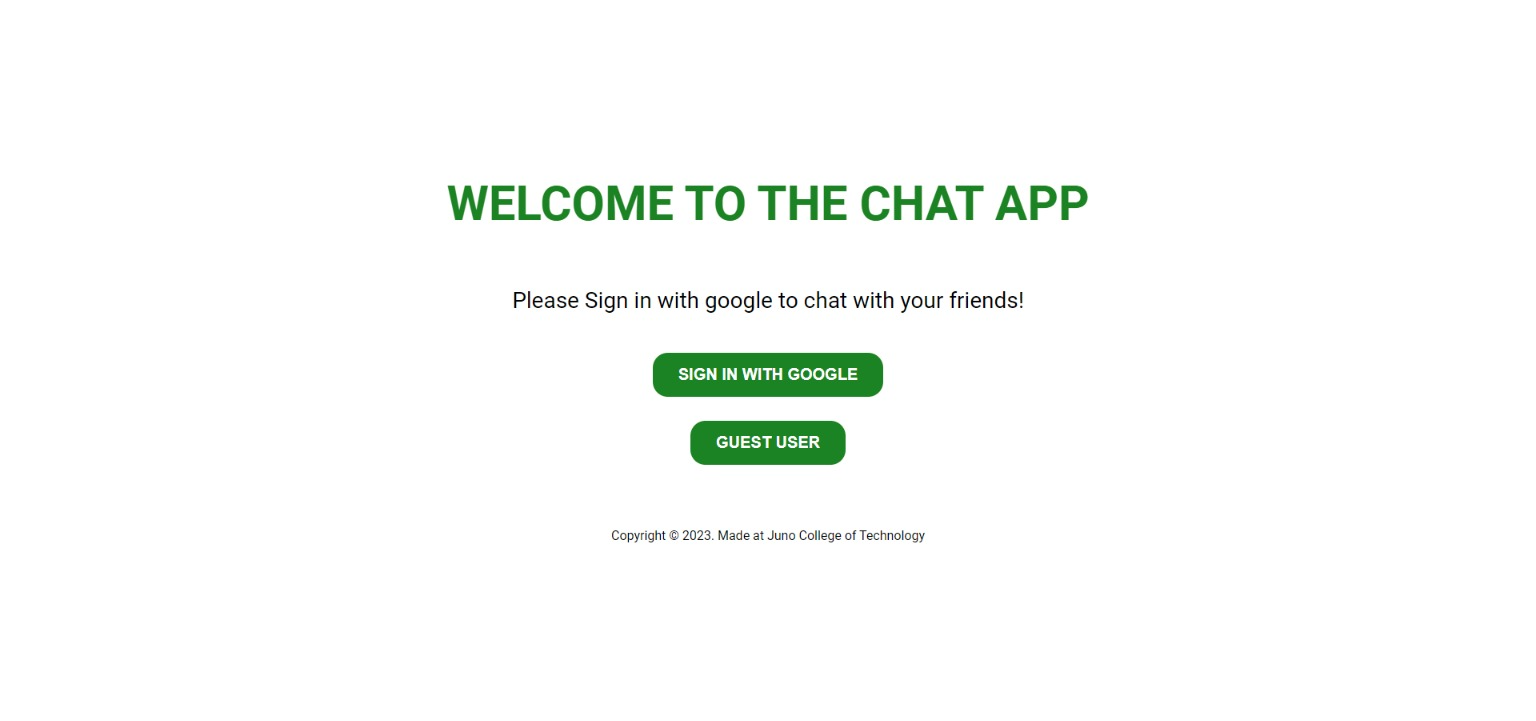 WELCOME TO THE CHAT APP
Please Sign in with google to chat with your friends!
SIGN IN WITH GOOGLE
GUEST USER
Copyright © 2023. Made at Juno College of Technology